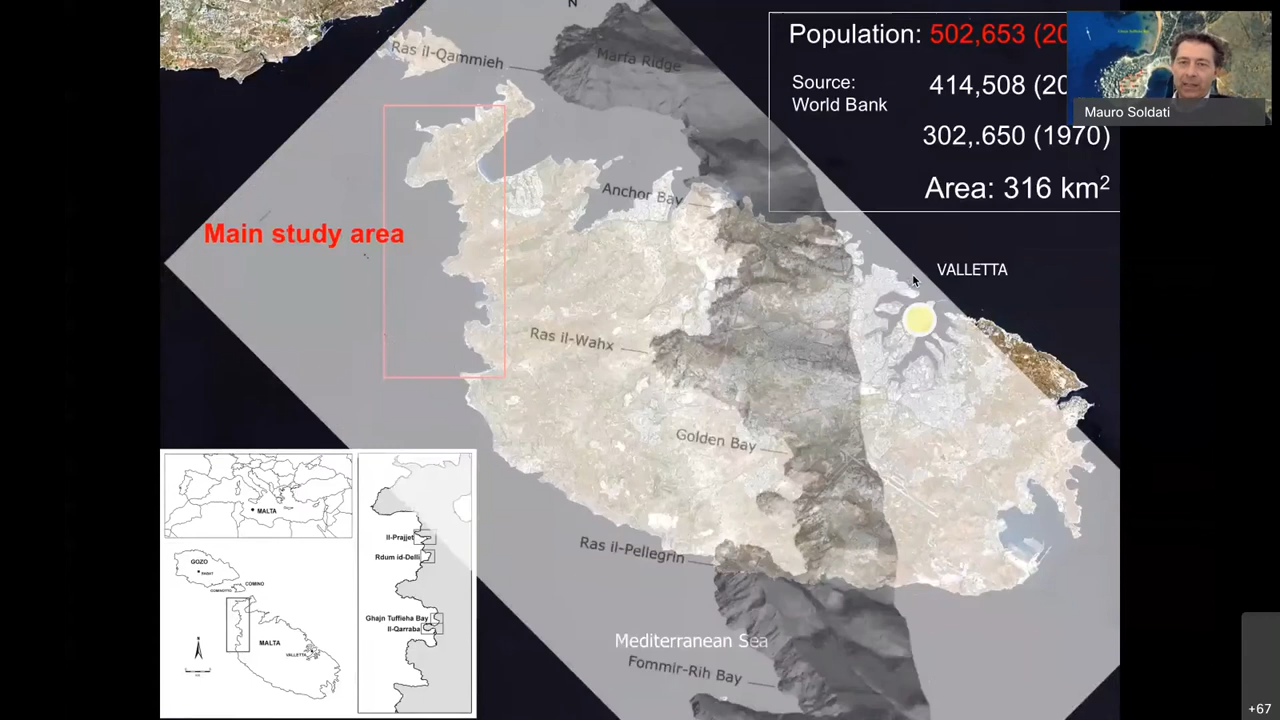 N
Population: 502,653 (20
Source:
World Bank
414,508 (20
302,.650 (1970)
Area: 316 km²
Mauro Soldati
Ras il-Qammieh
Marfa Ridge
Anchor Bay
Main study area
VALLETTA
Ras il-Wahx
Golden Bay
Ras il-Pellegrin
Mediterranean Sea
Fommir-Rih Bay
MALTA
GOZO
COMINO
COMINOTTO
MALTA
VALLETTA
N
Il-Prajjet
Rdum id-Delli
Ghajn Tuffieha Bay
Il-Qarraba
+67